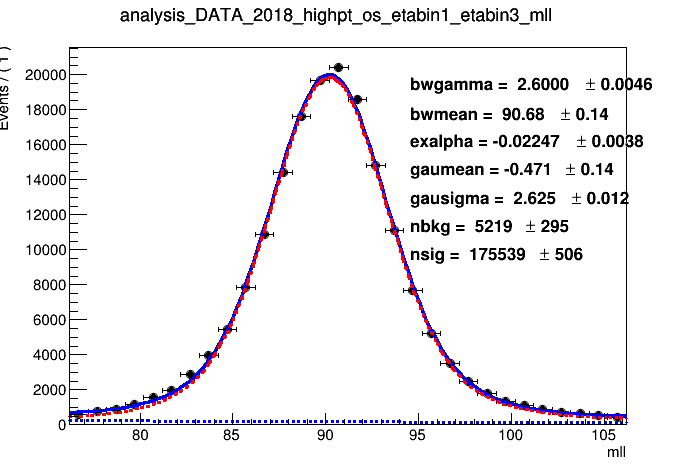 analysis_DATA_2018_highpt_os_etabin1_etabin3_mll
Events / ( 1 )
20000
18000
16000
14000
12000
10000
8000
6000
4000
2000
0
bwgamma = 2.6000 ± 0.0046
bwmean = 90.68 ± 0.14
exalpha = -0.02247 ± 0.0038
gaumean = -0.471 ± 0.14
gausigma = 2.625 ± 0.012
nbkg = 5219 ± 295
nsig = 175539 ± 506
80 85 90 95 100 105
mll